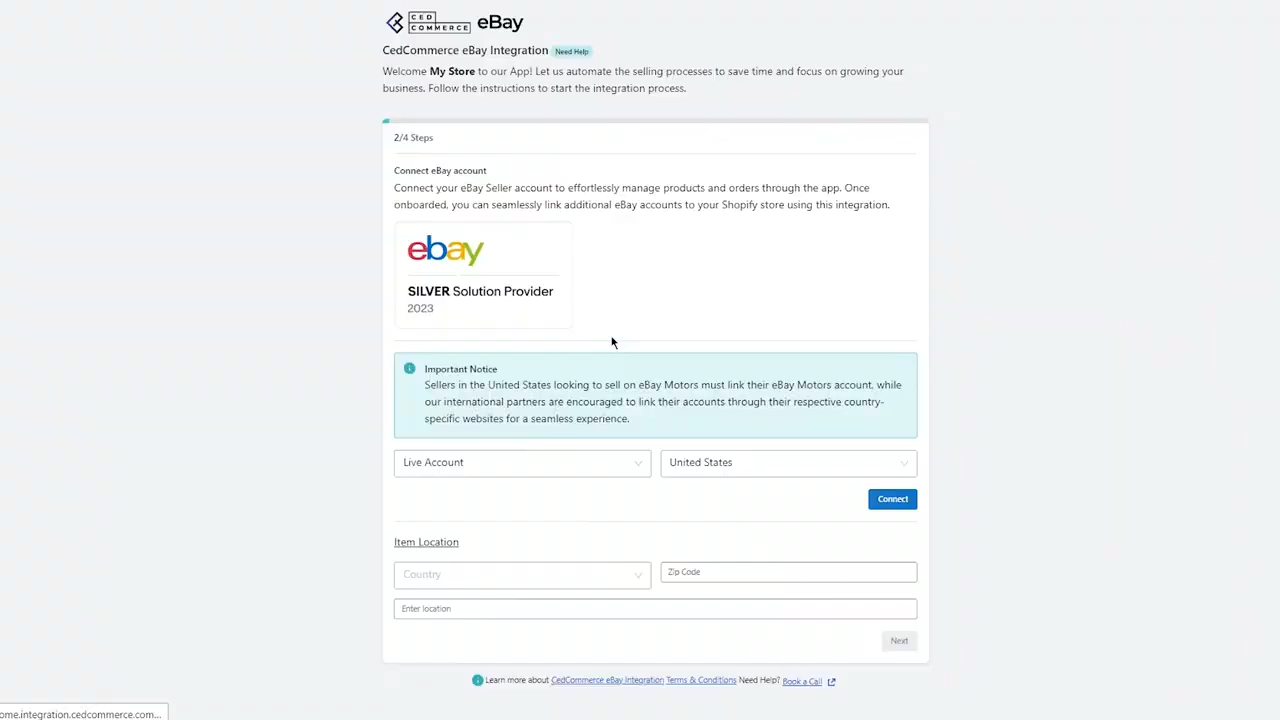 CED COMMERCE eBay
CedCommerce eBay Integration Need Help
Welcome My Store to our App! Let us automate the selling processes to save time and focus on growing your
business. Follow the instructions to start the integration process.
2/4 Steps
Connect eBay account
Connect your eBay Seller account to effortlessly manage products and orders through the app. Once
onboarded, you can seamlessly link additional eBay accounts to your Shopify store using this integration.
ebay
SILVER Solution Provider
2023
Important Notice
Sellers in the United States looking to sell on eBay Motors must link their eBay Motors account, while
our international partners are encouraged to link their accounts through their respective country-
specific websites for a seamless experience.
Live Account United States
Connect
Item Location
Country Zip Code
Enter location
Next
Learn more about CedCommerce eBay Integration Terms & Conditions Need Help? Book a Call
ome.integration.cedcommerce.com...